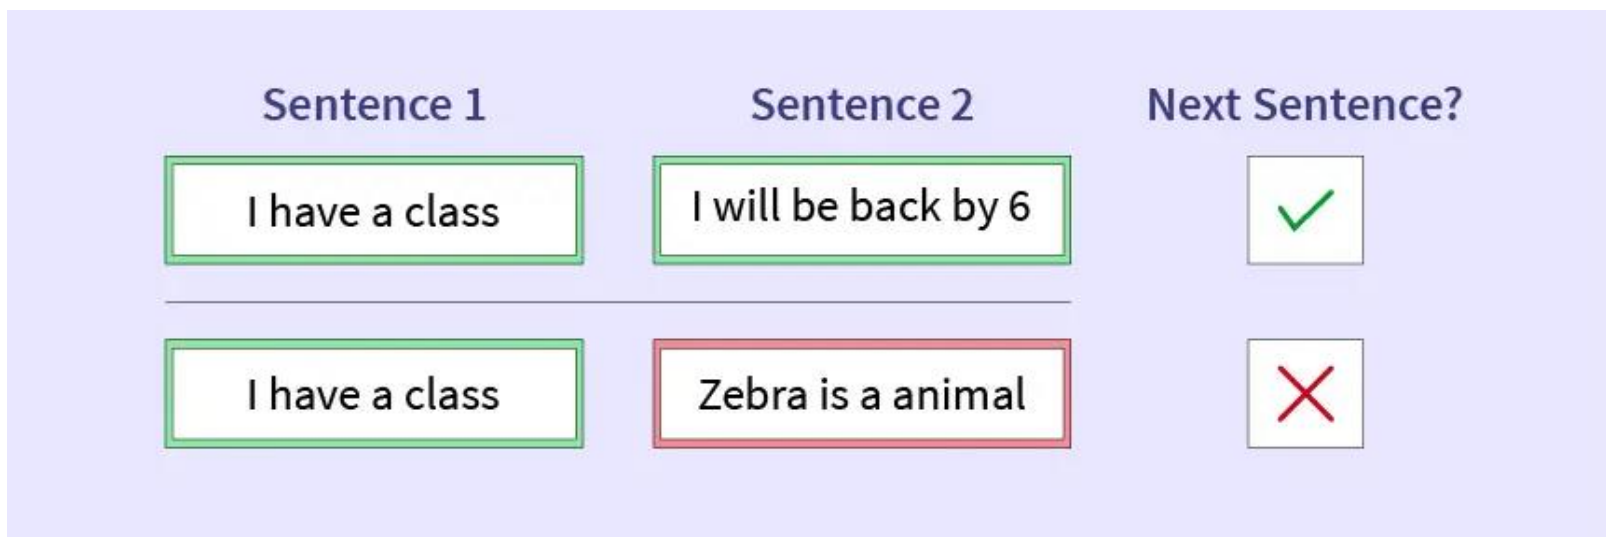 Sentence 1 Sentence 2 Next Sentence?
I have a class I will be back by 6
I have a class Zebra is a animal